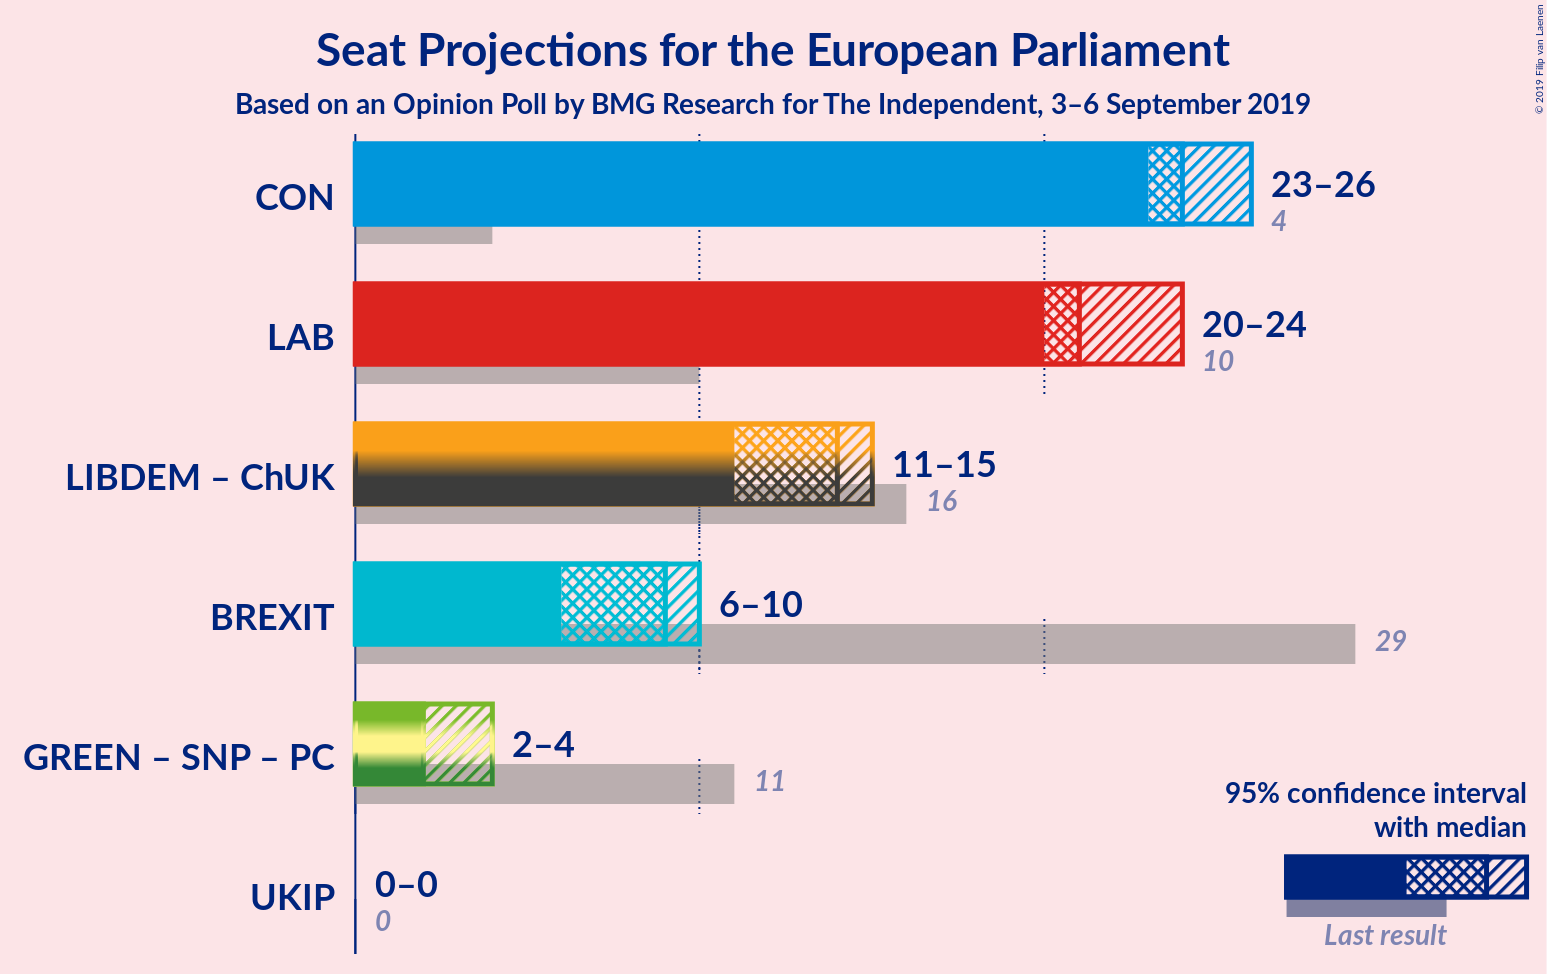 Seat Projections for the European Parliament
Based on an Opinion Poll by BMG Research for The Independent, 3–6 September 2019
© 2019 Filip van Laenen
CON
23–26
4
LAB
20–24
10
LIBDEM – ChUK
11–15
16
BREXIT
6–10
29
GREEN – SNP – PC
2–4
11
UKIP
0–0
0
95% confidence interval
with median
Last result